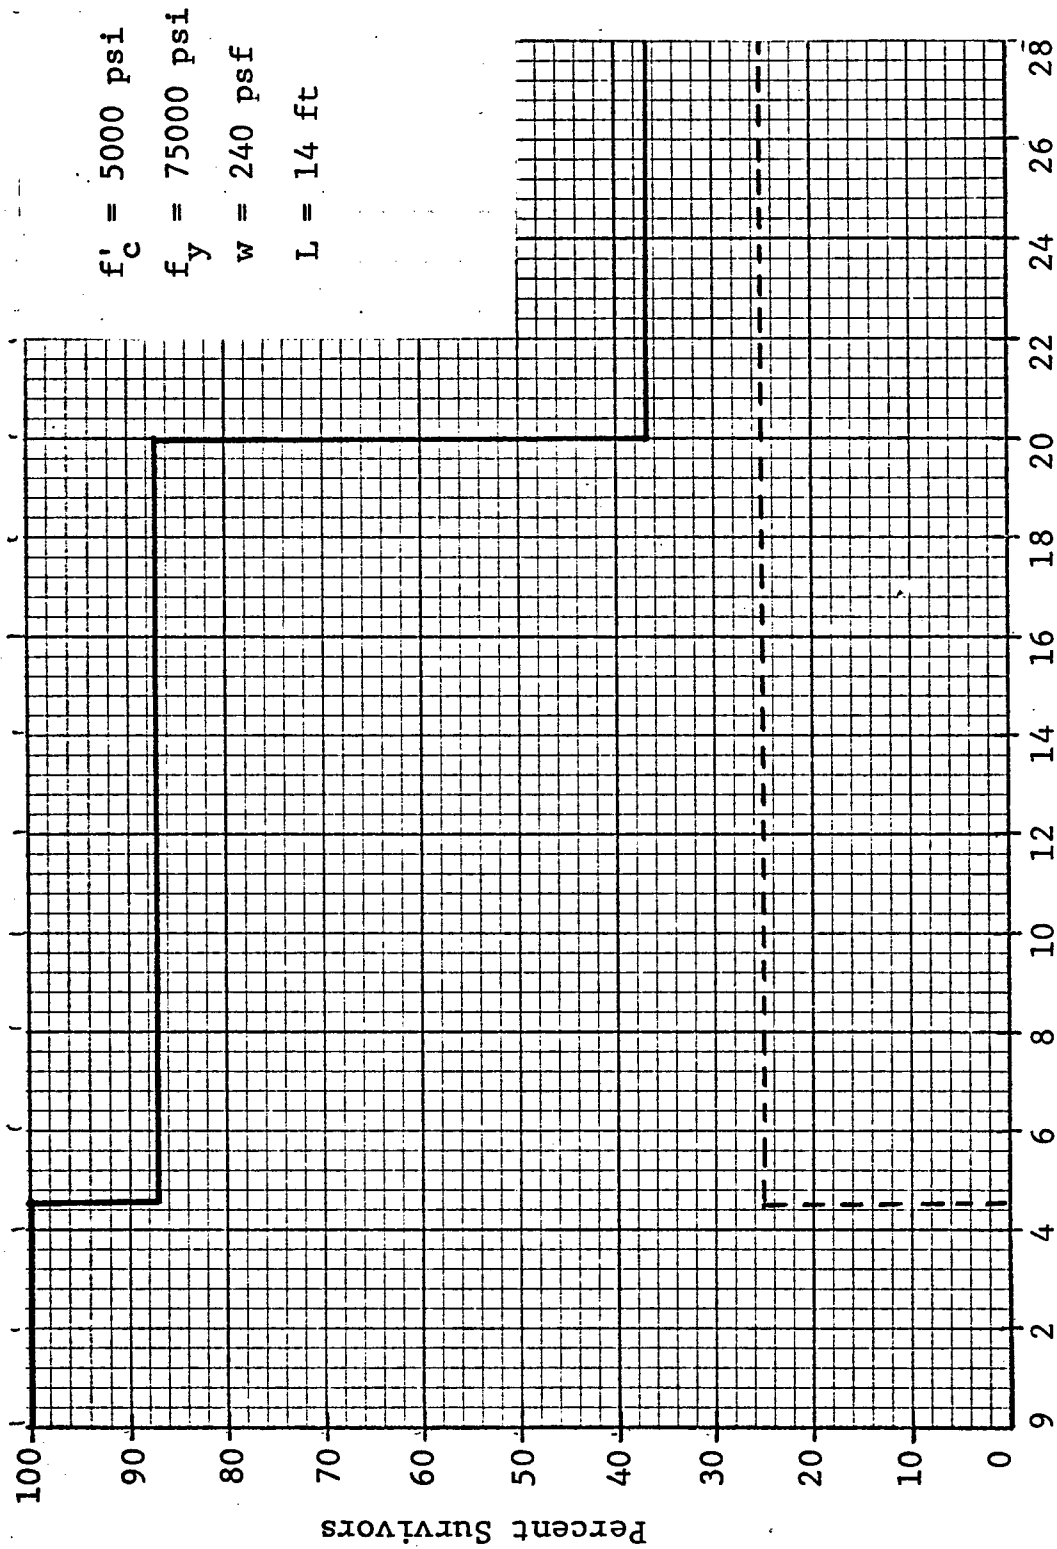 f'c = 5000 psi
fy = 75000 psi
w = 240 psf
L = 14 ft
Percent Survivors
100
90
80
70
60
50
40
30
20
10
0
9 2 4 6 8 10 12 14 16 18 20 22 24 26 28